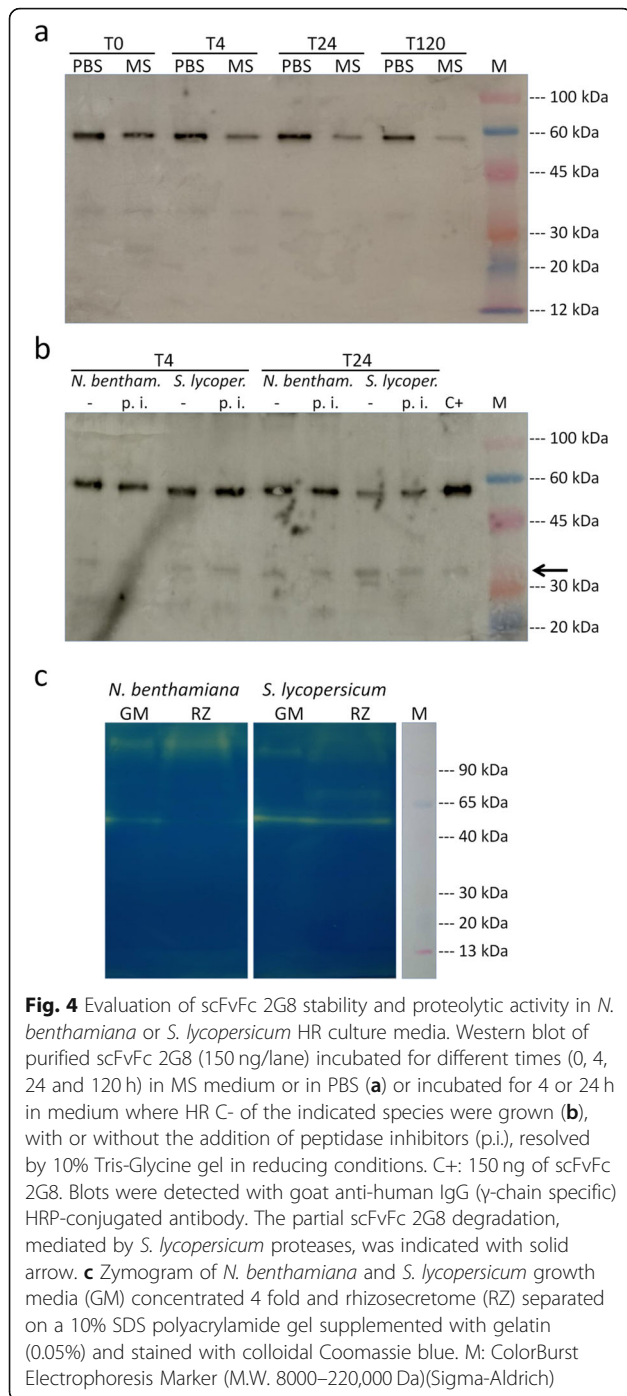 a
T0 T4 T24 T120
PBS MS PBS MS PBS MS PBS MS M
--- 100 kDa
--- 60 kDa
--- 45 kDa
--- 30 kDa
--- 20 kDa
--- 12 kDa
b
T4 T24
N. bentham. S. lycoper. N. bentham. S. lycoper.
- p. i. - p. i. - p. i. - p. i. C+ M
--- 100 kDa
--- 60 kDa
--- 45 kDa
--- 30 kDa
--- 20 kDa
c
N. benthamiana S. lycopersicum
GM RZ GM RZ M
--- 90 kDa
--- 65 kDa
--- 40 kDa
--- 30 kDa
--- 20 kDa
--- 13 kDa
Fig. 4 Evaluation of scFvFc 2G8 stability and proteolytic activity in N.
benthamiana or S. lycopersicum HR culture media. Western blot of
purified scFvFc 2G8 (150 ng/lane) incubated for different times (0, 4,
24 and 120 h) in MS medium or in PBS (a) or incubated for 4 or 24 h
in medium where HR C- of the indicated species were grown (b),
with or without the addition of peptidase inhibitors (p.i.), resolved
by 10% Tris-Glycine gel in reducing conditions. C+: 150 ng of scFvFc
2G8. Blots were detected with goat anti-human IgG (γ-chain specific)
HRP-conjugated antibody. The partial scFvFc 2G8 degradation,
mediated by S. lycopersicum proteases, was indicated with solid
arrow. c Zymogram of N. benthamiana and S. lycopersicum growth
media (GM) concentrated 4 fold and rhizosecretome (RZ) separated
on a 10% SDS polyacrylamide gel supplemented with gelatin
(0.05%) and stained with colloidal Coomassie blue. M: ColorBurst
Electrophoresis Marker (M.W. 8000–220,000 Da)(Sigma-Aldrich)